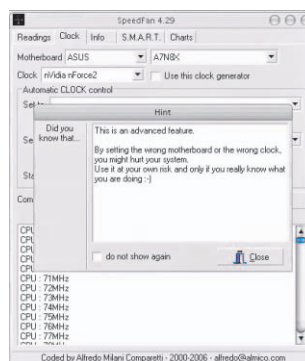 SpeedFan 4.29
Readings Clock Info S.M.A.R.T. Charts
Motherboard ASUS A7N8X
Clock nVidia nForce2 Use this clock generator
Automatic CLOCK control
Hint
Did you
know that...
This is an advanced feature.
By setting the wrong motherboard or the wrong clock,
you might hurt your system.
Use it at your own risk and only if you really know what
you are doing :-)
do not show again
Close
CPU : 71MHz
CPU : 72MHz
CPU : 73MHz
CPU : 74MHz
CPU : 75MHz
CPU : 76MHz
CPU : 77MHz
Coded by Alfredo Milani Comparetti - 2000-2006 - alfredo@almico.com